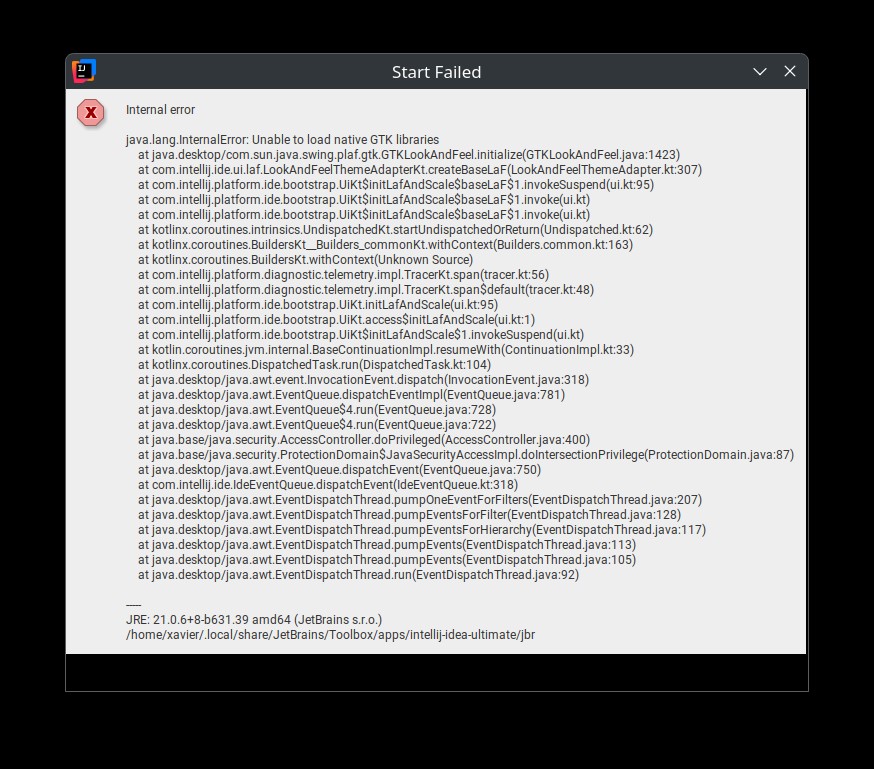 IJ
Start Failed
Internal error
java.lang.InternalError: Unable to load native GTK libraries
at java.desktop/com.sun.java.swing.plaf.gtk.GTKLookAndFeel.initialize(GTKLookAndFeel.java:1423)
at com.intellij.ide.ui.laf.LookAndFeelThemeAdapterKt.createBaseLaF(LookAndFeelThemeAdapter.kt:307)
at com.intellij.platform.ide.bootstrap.UiKt$initLafAndScale$baseLaF$1.invokeSuspend(ui.kt:95)
at com.intellij.platform.ide.bootstrap.UiKt$initLafAndScale$baseLaF$1.invoke(ui.kt)
at com.intellij.platform.ide.bootstrap.UiKt$initLafAndScale$baseLaF$1.invoke(ui.kt)
at kotlinx.coroutines.intrinsics.UndispatchedKt.startUndispatchedOrReturn(Undispatched.kt:62)
at kotlinx.coroutines.BuildersKt__Builders_commonKt.withContext(Builders.common.kt:163)
at kotlinx.coroutines.BuildersKt.withContext(Unknown Source)
at com.intellij.platform.diagnostic.telemetry.impl.TracerKt.span(tracer.kt:56)
at com.intellij.platform.diagnostic.telemetry.impl.TracerKt.span$default(tracer.kt:48)
at com.intellij.platform.ide.bootstrap.UiKt.initLafAndScale(ui.kt:95)
at com.intellij.platform.ide.bootstrap.UiKt.access$initLafAndScale(ui.kt:1)
at com.intellij.platform.ide.bootstrap.UiKt$initLafAndScale$1.invokeSuspend(ui.kt)
at kotlin.coroutines.jvm.internal.BaseContinuationImpl.resumeWith(ContinuationImpl.kt:33)
at kotlinx.coroutines.DispatchedTask.run(DispatchedTask.kt:104)
at java.desktop/java.awt.event.InvocationEvent.dispatch(InvocationEvent.java:318)
at java.desktop/java.awt.EventQueue.dispatchEventImpl(EventQueue.java:781)
at java.desktop/java.awt.EventQueue$4.run(EventQueue.java:728)
at java.desktop/java.awt.EventQueue$4.run(EventQueue.java:722)
at java.base/java.security.AccessController.doPrivileged(AccessController.java:400)
at java.base/java.security.ProtectionDomain$JavaSecurityAccessImpl.doIntersectionPrivilege(ProtectionDomain.java:87)
at java.desktop/java.awt.EventQueue.dispatchEvent(EventQueue.java:750)
at com.intellij.ide.IdeEventQueue.dispatchEvent(IdeEventQueue.kt:318)
at java.desktop/java.awt.EventDispatchThread.pumpOneEventForFilters(EventDispatchThread.java:207)
at java.desktop/java.awt.EventDispatchThread.pumpEventsForFilter(EventDispatchThread.java:128)
at java.desktop/java.awt.EventDispatchThread.pumpEventsForHierarchy(EventDispatchThread.java:117)
at java.desktop/java.awt.EventDispatchThread.pumpEvents(EventDispatchThread.java:113)
at java.desktop/java.awt.EventDispatchThread.pumpEvents(EventDispatchThread.java:105)
at java.desktop/java.awt.EventDispatchThread.run(EventDispatchThread.java:92)
-----
JRE: 21.0.6+8-b631.39 amd64 (JetBrains s.r.o.)
/home/xavier/.local/share/JetBrains/Toolbox/apps/intellij-idea-ultimate/jbr